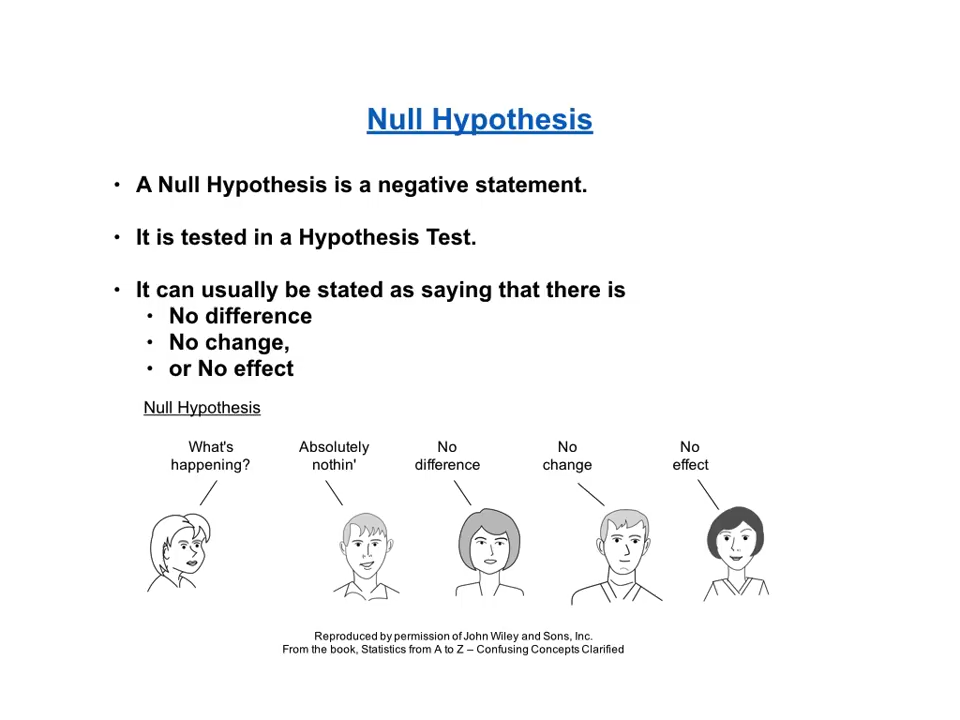 Null Hypothesis
• A Null Hypothesis is a negative statement.
• It is tested in a Hypothesis Test.
• It can usually be stated as saying that there is
• No difference
• No change,
• or No effect
Null Hypothesis
What's
happening?
Absolutely
nothin'
No
difference
No
change
No
effect
Reproduced by permission of John Wiley and Sons, Inc.
From the book, Statistics from A to Z – Confusing Concepts Clarified